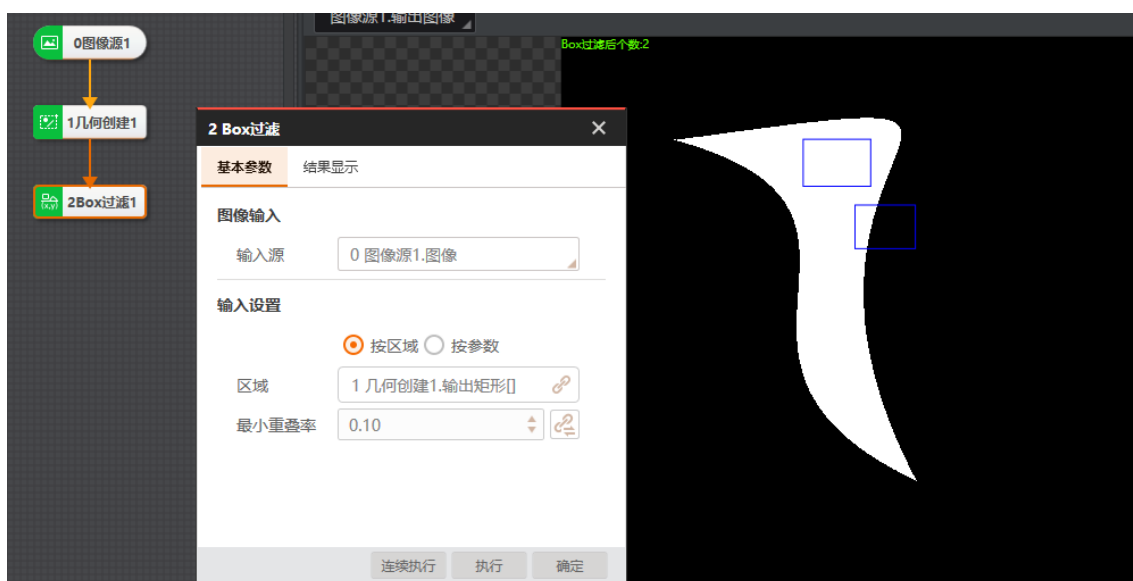 0图像源1
1几何创建1
2Box过滤1
图像源1.输出图像
Box过滤后个数:2
2 Box过滤
基本参数 结果显示
图像输入
输入源 0 图像源1.图像
输入设置
按区域 按参数
区域 1 几何创建1.输出矩形[]
最小重叠率 0.10
连续执行 执行 确定